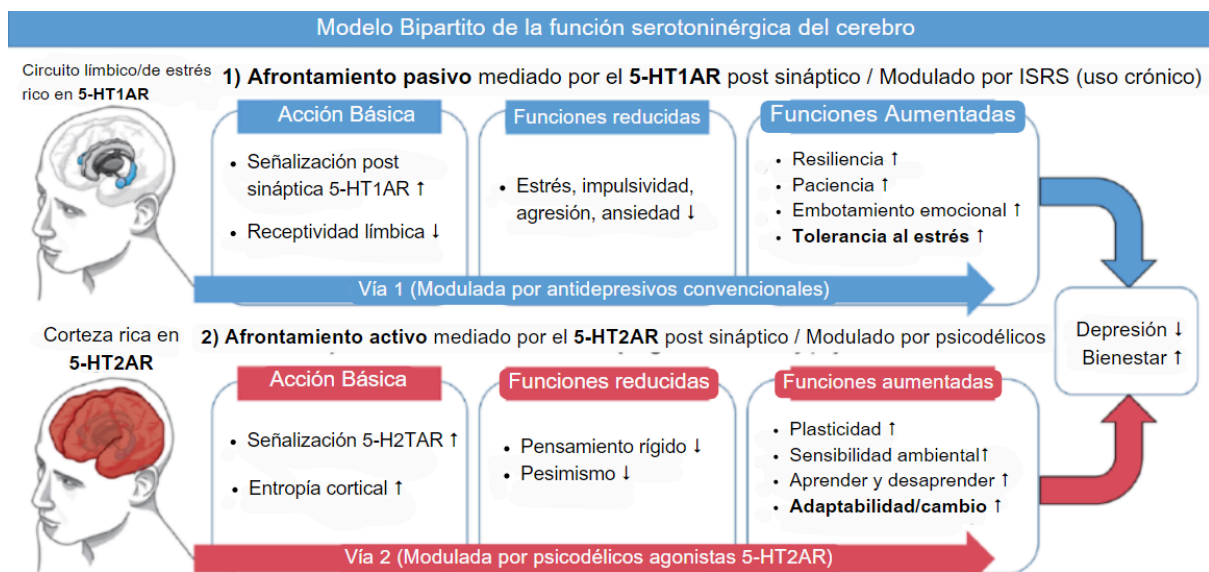 Modelo Bipartito de la función serotoninérgica del cerebro
Circuito límbico/de estrés
rico en 5-HT1AR
1) Afrontamiento pasivo mediado por el 5-HT1AR post sináptico / Modulado por ISRS (uso crónico)
Acción Básica
• Señalización post
sináptica 5-HT1AR ↑
• Receptividad límbica ↓
Funciones reducidas
• Estrés, impulsividad,
agresión, ansiedad ↓
Funciones Aumentadas
• Resiliencia ↑
• Paciencia ↑
• Embotamiento emocional ↑
• Tolerancia al estrés ↑
Vía 1 (Modulada por antidepresivos convencionales)
Corteza rica en
5-HT2AR
2) Afrontamiento activo mediado por el 5-HT2AR post sináptico / Modulado por psicodélicos
Acción Básica
• Señalización 5-H2TAR ↑
• Entropía cortical ↑
Funciones reducidas
• Pensamiento rígido ↓
• Pesimismo ↓
Funciones aumentadas
• Plasticidad ↑
• Sensibilidad ambiental↑
• Aprender y desaprender ↑
• Adaptabilidad/cambio ↑
Vía 2 (Modulada por psicodélicos agonistas 5-HT2AR)
Depresión ↓
Bienestar ↑